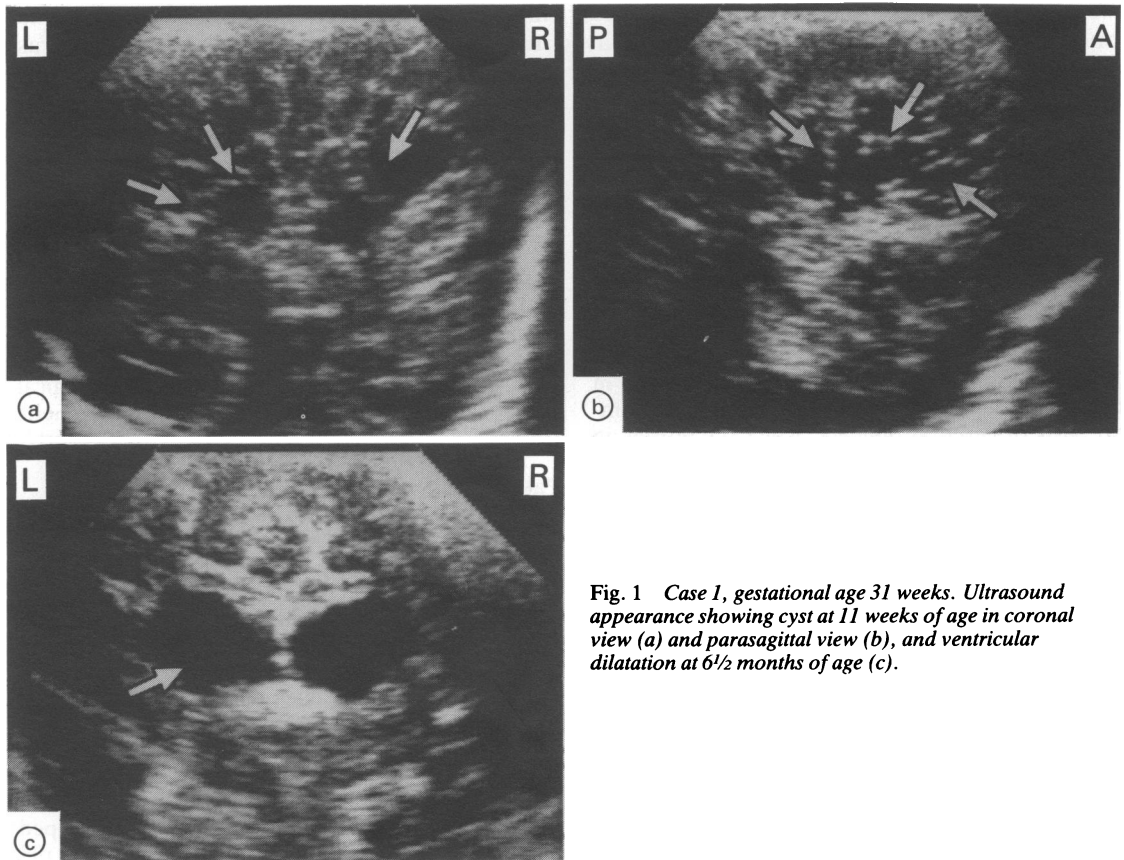 L R
P A
a
b
L R
c
Fig. 1 Case 1, gestational age 31 weeks. Ultrasound
appearance showing cyst at 11 weeks of age in coronal
view (a) and parasagittal view (b), and ventricular
dilatation at 6½ months of age (c).